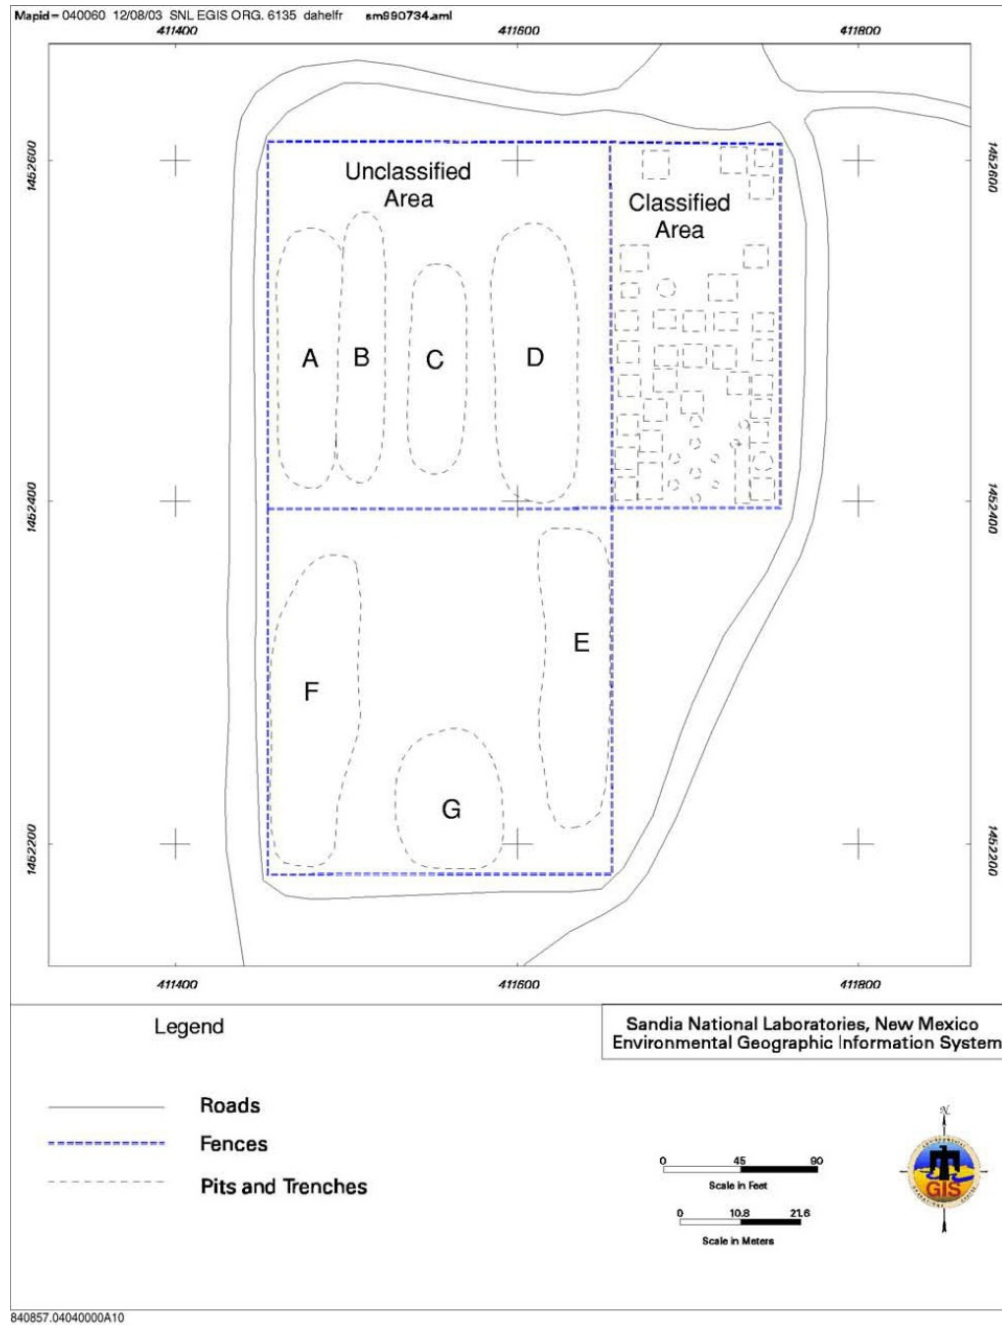 Mapid= 040060 12/08/03 SNL EGIS ORG. 6135 dahelfr sm990734.aml
411400 411600 411800
1452600 1452600
Unclassified
Area
Classified
Area
A B C D
1452400 1452400
E
F
G
1452200 1452200
411400 411600 411800
Legend
Sandia National Laboratories, New Mexico
Environmental Geographic Information System
Roads
Fences
Pits and Trenches
0 45 90
Scale in Feet
0 10.8 21.6
Scale in Meters
N
GIS
840857.04040000A10